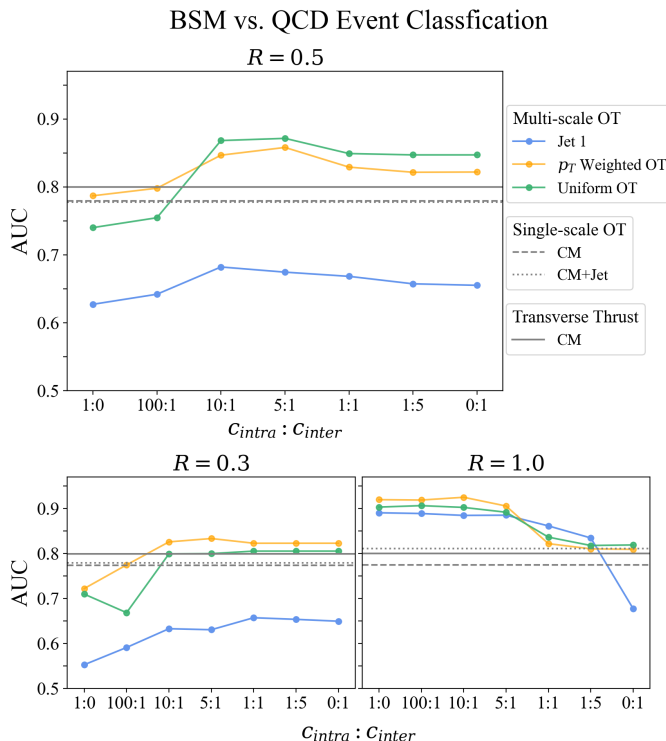 BSM vs. QCD Event Classfication
R = 0.5
0.9
0.8
0.7
0.6
0.5
AUC
1:0 100:1 10:1 5:1 1:1 1:5 0:1
c_intra : c_inter
Multi-scale OT
Jet 1
p_T Weighted OT
Uniform OT
Single-scale OT
CM
CM+Jet
Transverse Thrust
CM
R = 0.3
0.9
0.8
0.7
0.6
0.5
AUC
1:0 100:1 10:1 5:1 1:1 1:5 0:1
R = 1.0
1:0 100:1 10:1 5:1 1:1 1:5 0:1
c_intra : c_inter